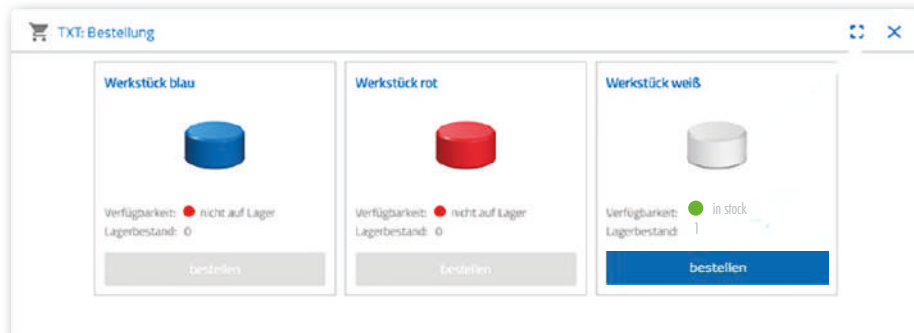 TXT: Bestellung
Werkstück blau
Verfügbarkeit: nicht auf Lager
Lagerbestand: 0
bestellen
Werkstück rot
Verfügbarkeit: nicht auf Lager
Lagerbestand: 0
bestellen
Werkstück weiß
Verfügbarkeit: in stock
Lagerbestand: 1
bestellen